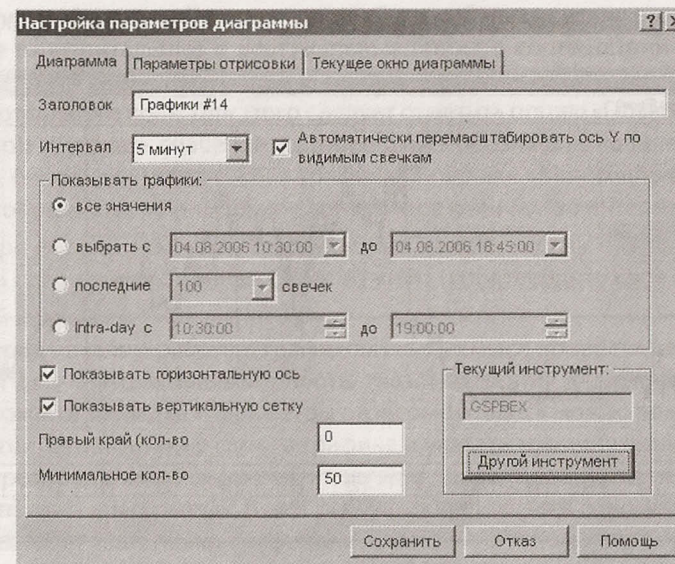 Настройка параметров диаграммы
Диаграмма Параметры отрисовки Текущее окно диаграммы
Заголовок Графики #14
Интервал 5 минут Автоматически перемасштабировать ось Y по
видимым свечкам
Показывать графики:
все значения
выбрать с 04.08.2006 10:30:00 до 04.08.2006 18:45:00
последние 100 свечек
Intra-day с 10:30:00 до 19:00:00
Показывать горизонтальную ось
Показывать вертикальную сетку
Правый край (кол-во 0
Минимальное кол-во 50
Текущий инструмент:
GSPBEX
Другой инструмент
Сохранить Отказ Помощь